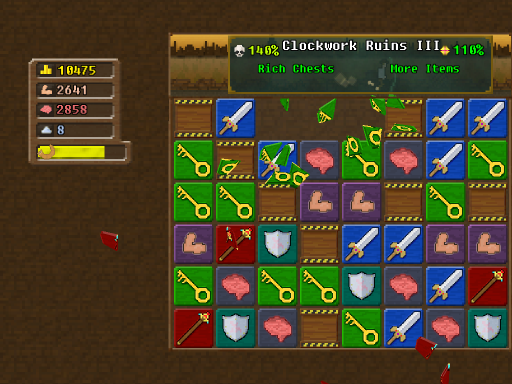 Clockwork Ruins III
140%
110%
Rich Chests
More Items
10475
2641
2858
8